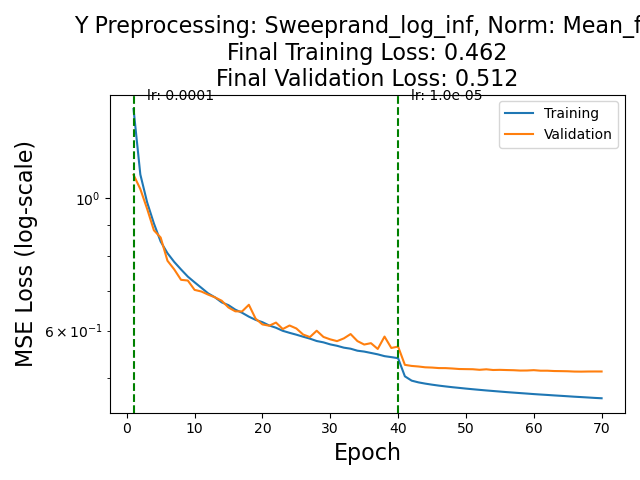 Y Preprocessing: Sweeprand_log_inf, Norm: Mean_f
Final Training Loss: 0.462
Final Validation Loss: 0.512
lr: 0.0001
lr: 1.0e-05
Training
Validation
MSE Loss (log-scale)
10⁰
6 × 10⁻¹
0 10 20 30 40 50 60 70
Epoch